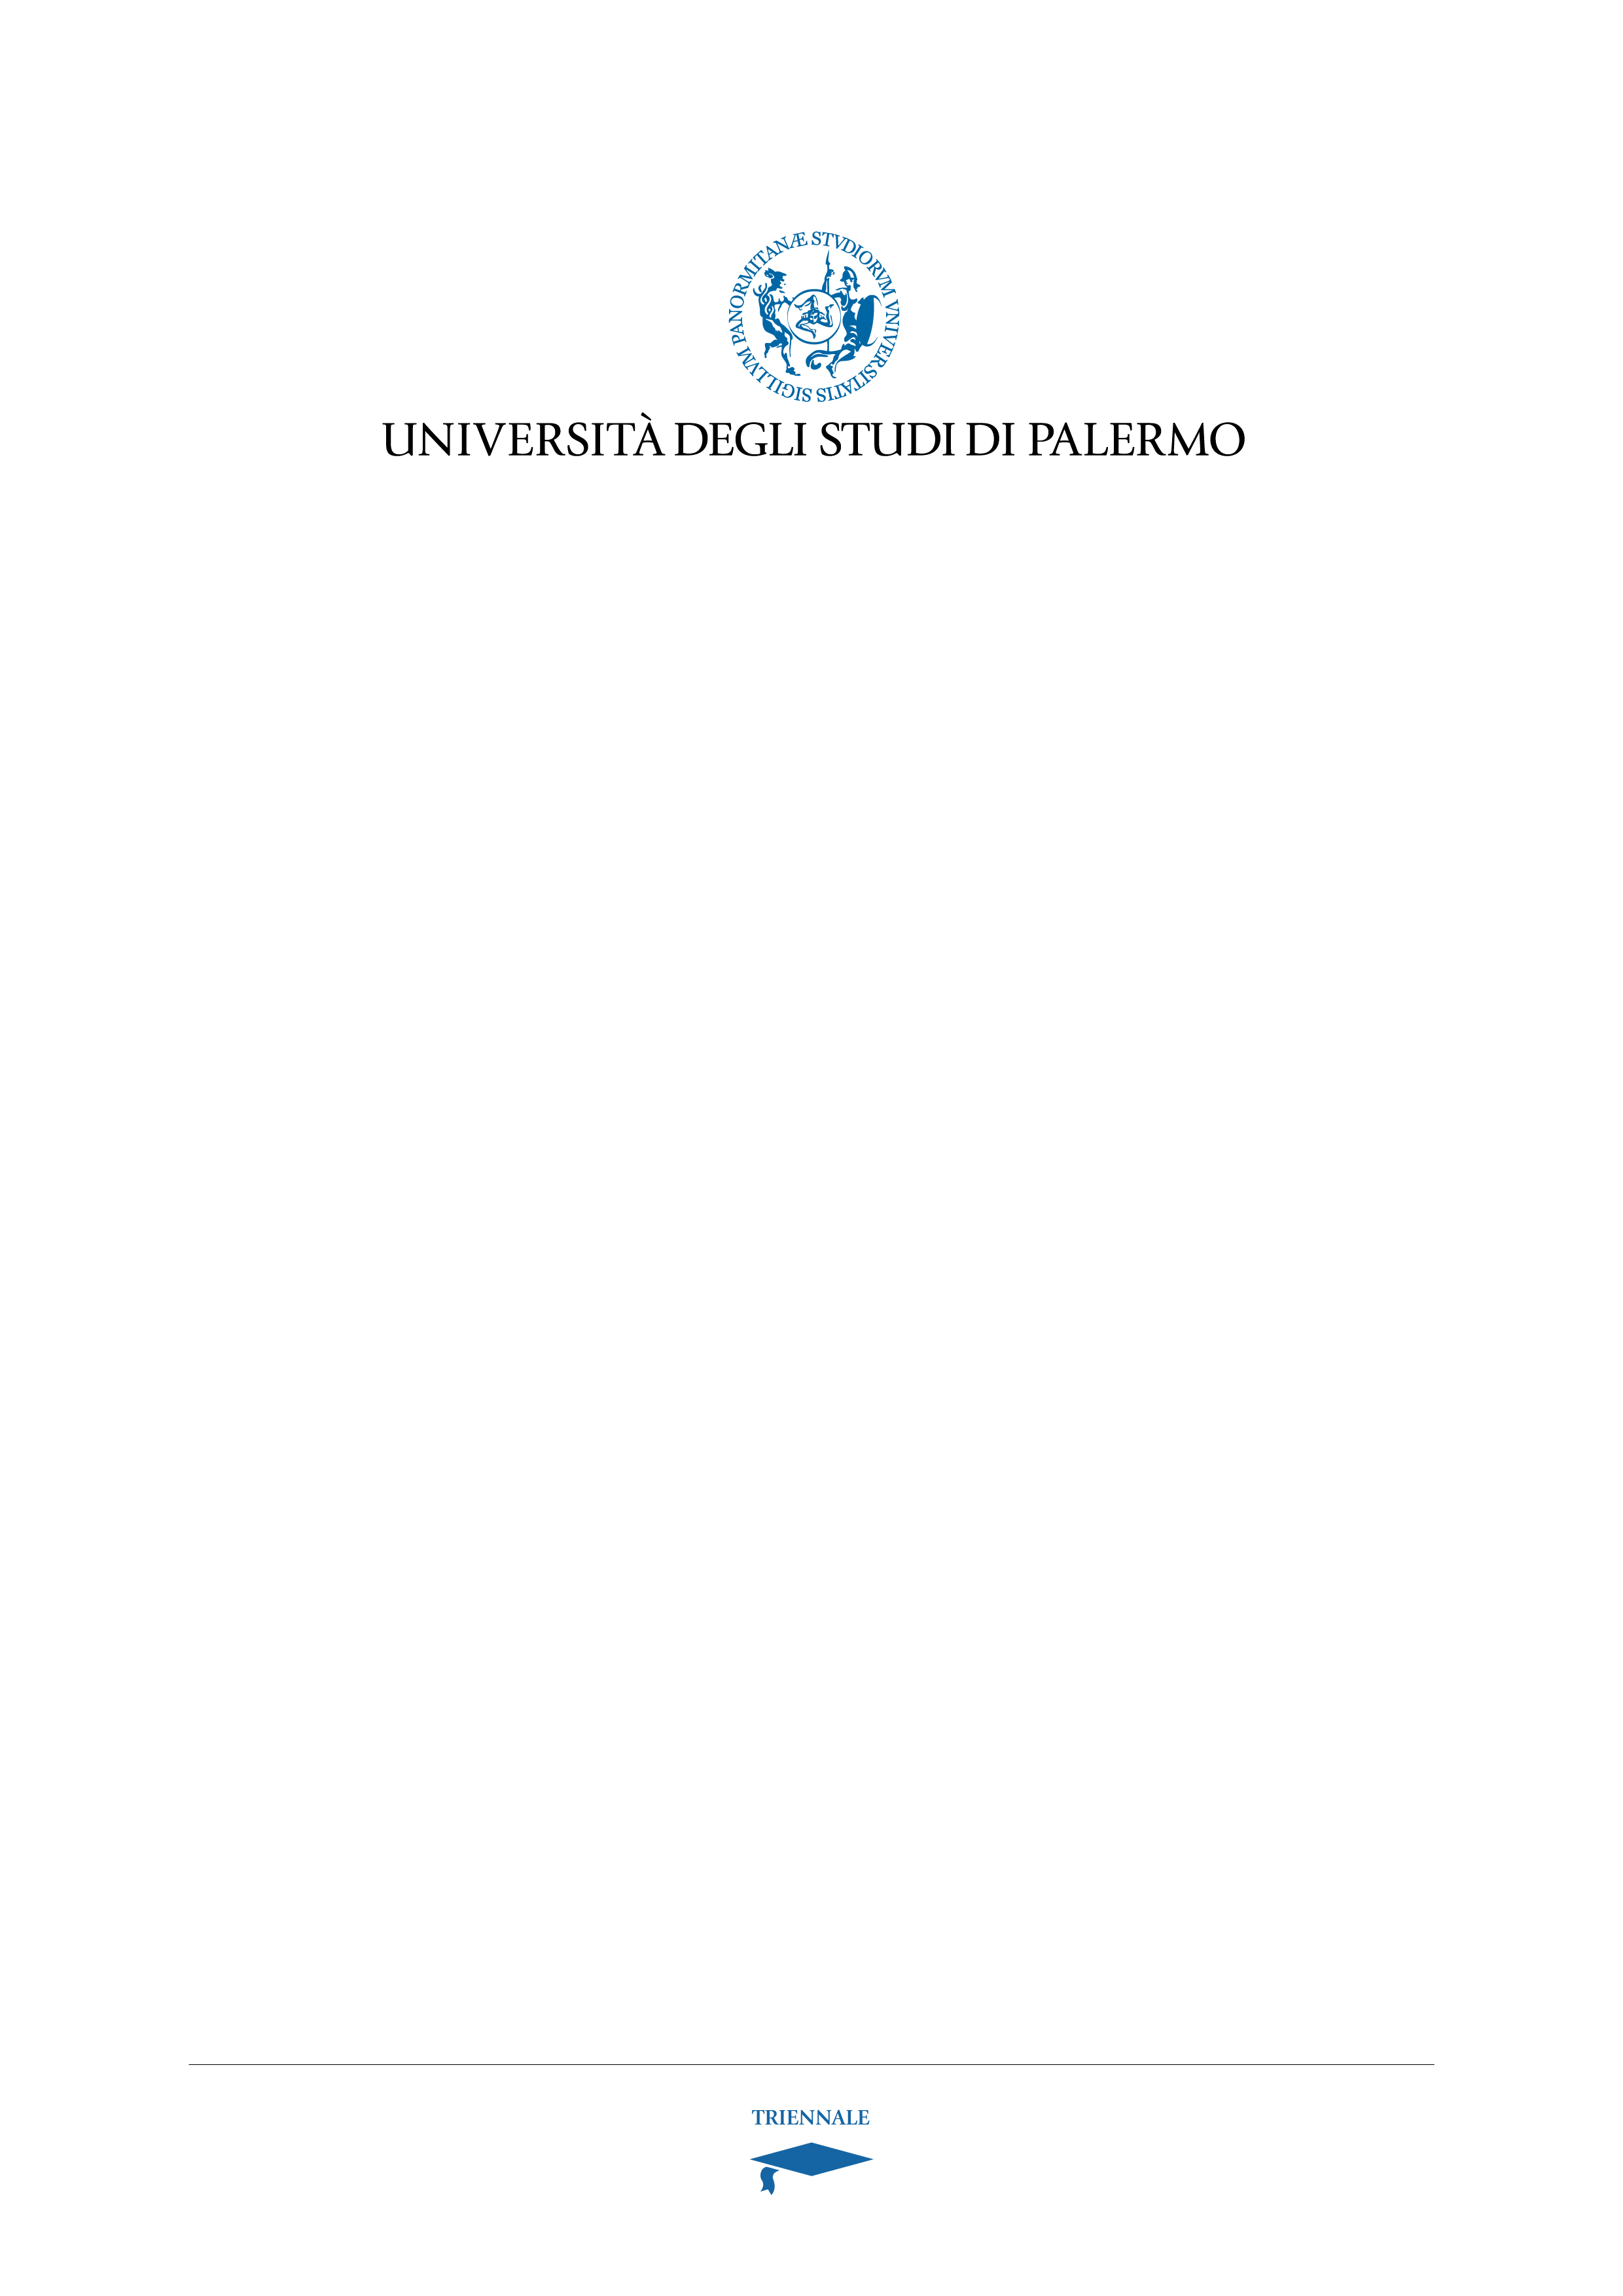 SIGILLVM PANORMITANÆ STVDIORVM VNIVERSITATIS
UNIVERSITÀ DEGLI STUDI DI PALERMO
TRIENNALE